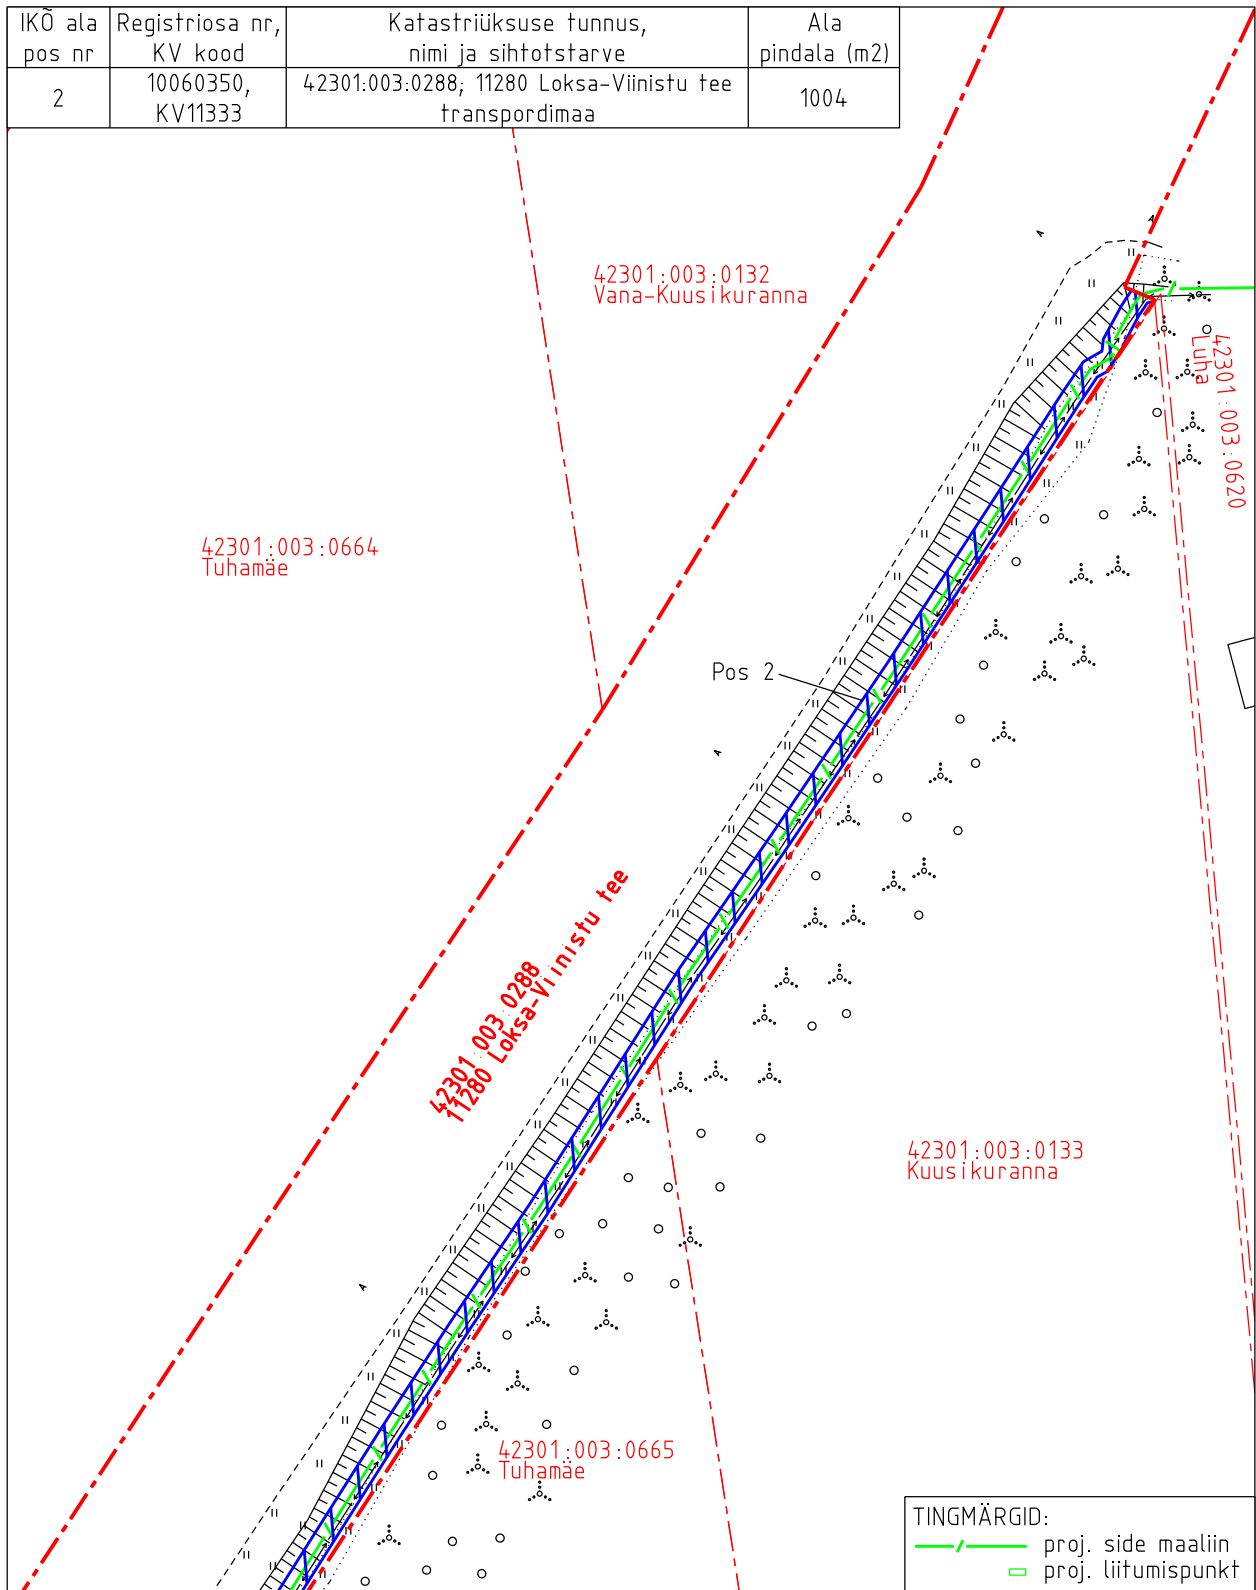 IKÕ ala
pos nr
Registriosa nr,
KV kood
Katastriüksuse tunnus,
nimi ja sihtotstarve
Ala
pindala (m2)
2
10060350,
KV11333
42301:003:0288; 11280 Loksa-Viinistu tee
transpordimaa
1004
42301:003:0132
Vana-Kuusikuranna
42301:003:0620
Luha
42301:003:0664
Tuhamäe
Pos 2
42301:003:0288
11280 Loksa-Viinistu tee
42301:003:0133
Kuusikuranna
42301:003:0665
Tuhamäe
TINGMÄRGID:
proj. side maaliin
proj. liitumispunkt